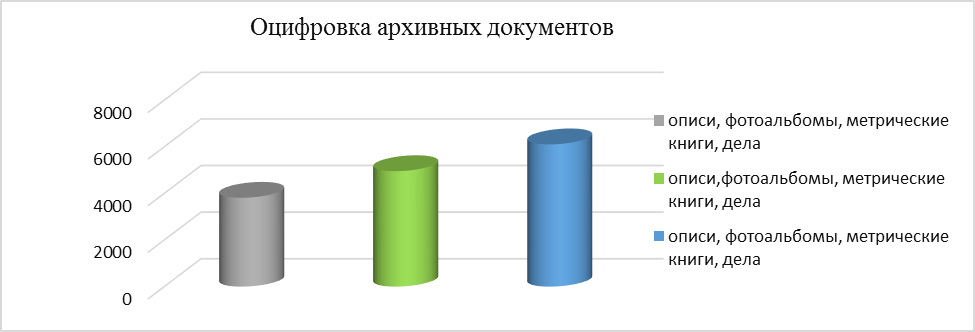 Оцифровка архивных документов
8000
6000
4000
2000
0
описи, фотоальбомы, метрические
книги, дела
описи,фотоальбомы, метрические
книги, дела
описи, фотоальбомы, метрические
книги, дела